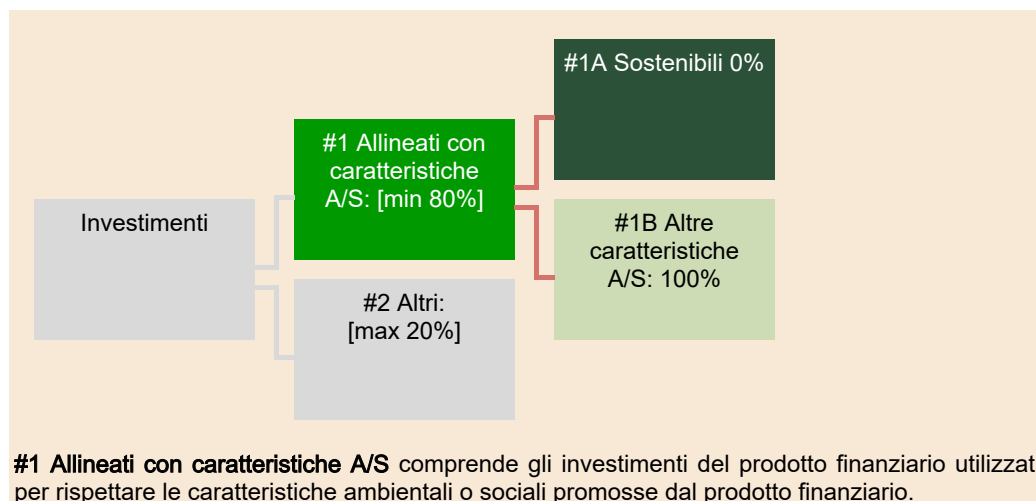 #1A Sostenibili 0%
#1 Allineati con
caratteristiche
A/S: [min 80%]
Investimenti
#1B Altre
caratteristiche
A/S: 100%
#2 Altri:
[max 20%]
#1 Allineati con caratteristiche A/S comprende gli investimenti del prodotto finanziario utilizzat
per rispettare le caratteristiche ambientali o sociali promosse dal prodotto finanziario.